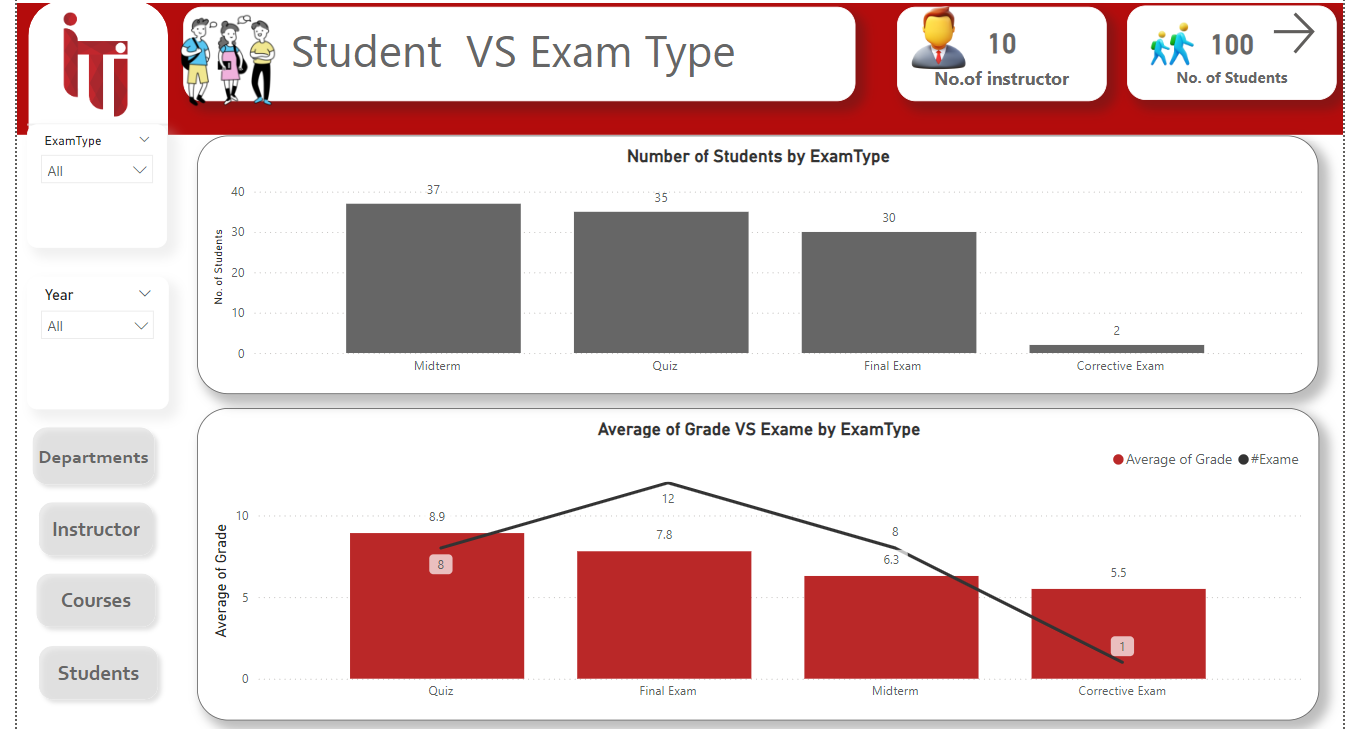 iTi
Student VS Exam Type
10
No.of instructor
100
No. of Students
ExamType
All
Year
All
Departments
Instructor
Courses
Students
Number of Students by ExamType
No. of Students
40
30
20
10
0
37
35
30
2
Midterm
Quiz
Final Exam
Corrective Exam
Average of Grade VS Exame by ExamType
Average of Grade
#Exame
Average of Grade
10
5
0
8.9
7.8
6.3
5.5
8
12
8
1
Quiz
Final Exam
Midterm
Corrective Exam